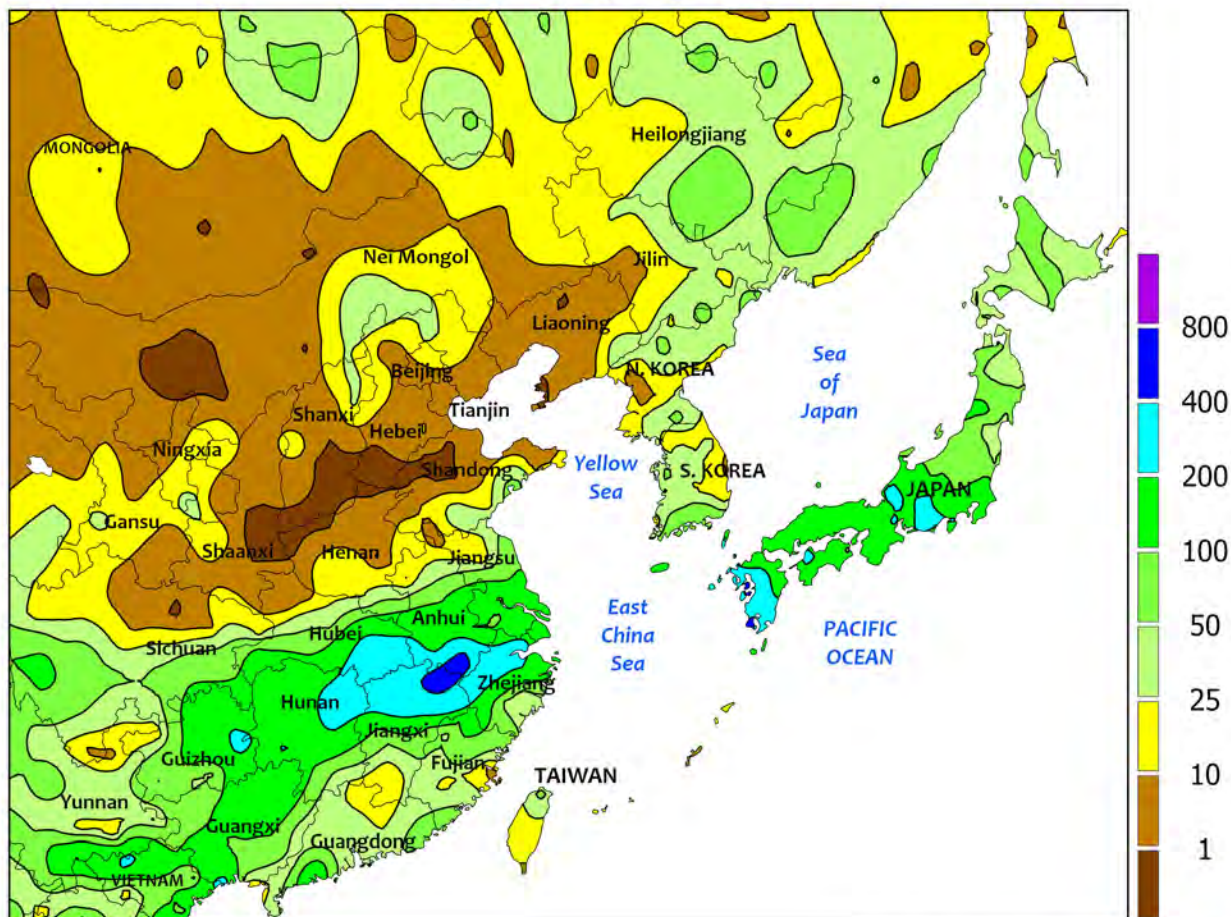 MONGOLIA
Heilongjiang
Nei Mongol
Jilin
Liaoning
Beijing
N. KOREA
Sea
of
Japan
Shanxi
Tianjin
Hebei
Ningxia
Shandong
Yellow
Sea
S. KOREA
JAPAN
Gansu
Shaanxi
Henan
Jiangsu
Anhui
Hubei
Sichuan
East
China
Sea
PACIFIC
OCEAN
Zhejiang
Hunan
Jiangxi
Guizhou
Fujian
TAIWAN
Yunnan
Guangxi
Guangdong
VIETNAM
800
400
200
100
50
25
10
1